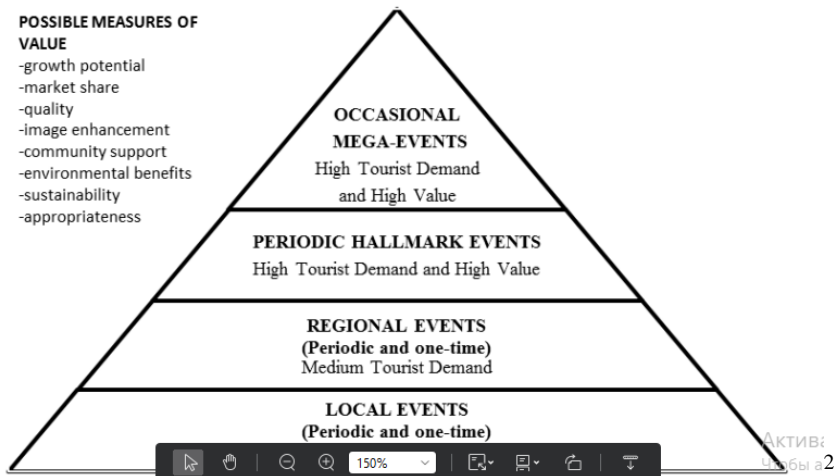 POSSIBLE MEASURES OF
VALUE
-growth potential
-market share
-quality
-image enhancement
-community support
-environmental benefits
-sustainability
-appropriateness
OCCASIONAL
MEGA-EVENTS
High Tourist Demand
and High Value
PERIODIC HALLMARK EVENTS
High Tourist Demand and High Value
REGIONAL EVENTS
(Periodic and one-time)
Medium Tourist Demand
LOCAL EVENTS
(Periodic and one-time)
150%
Актива
2